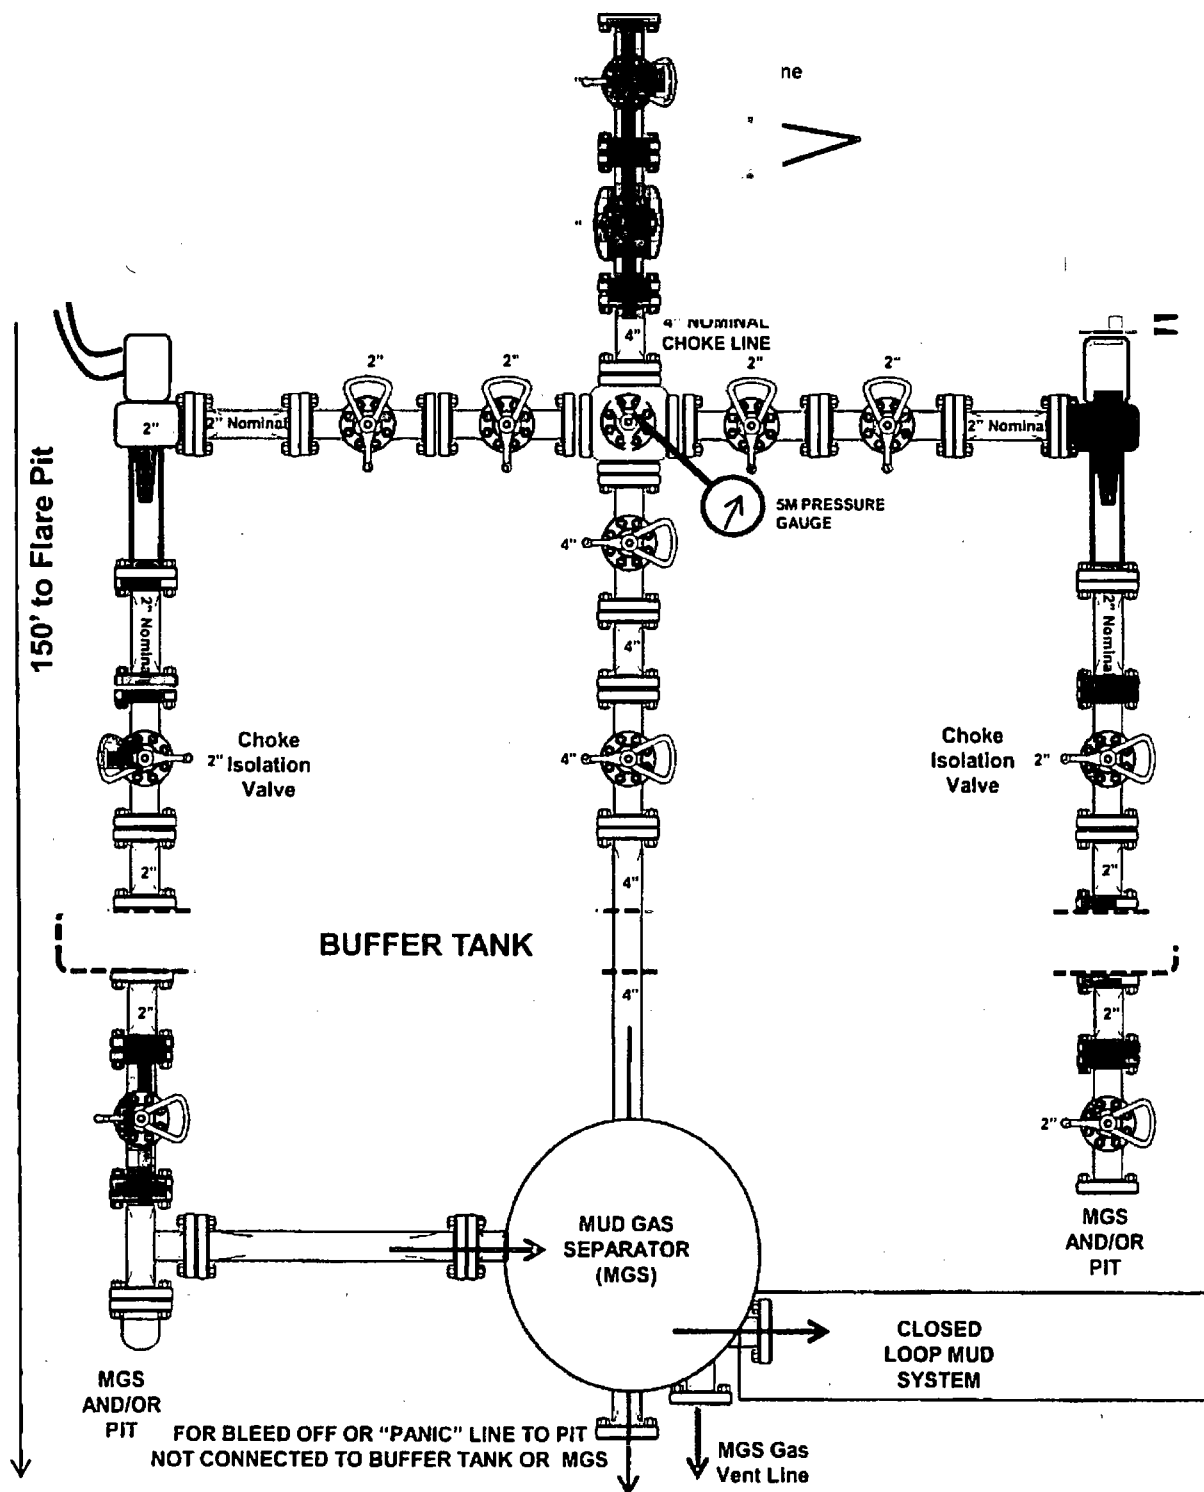 ne
"
"
4" NOMINAL
CHOKE LINE
4"
2"
2"
2"
2"
2"
2" Nominal
2" Nominal
5M PRESSURE
GAUGE
4"
150' to Flare Pit
2" Nominal
4"
2" Nominal
Choke
Isolation
Valve
2"
4"
Choke
Isolation
Valve
2"
2"
4"
2"
BUFFER TANK
2"
4"
2"
2"
MUD GAS
SEPARATOR
(MGS)
MGS
AND/OR
PIT
CLOSED
LOOP MUD
SYSTEM
MGS
AND/OR
PIT
FOR BLEED OFF OR "PANIC" LINE TO PIT
NOT CONNECTED TO BUFFER TANK OR MGS
MGS Gas
Vent Line